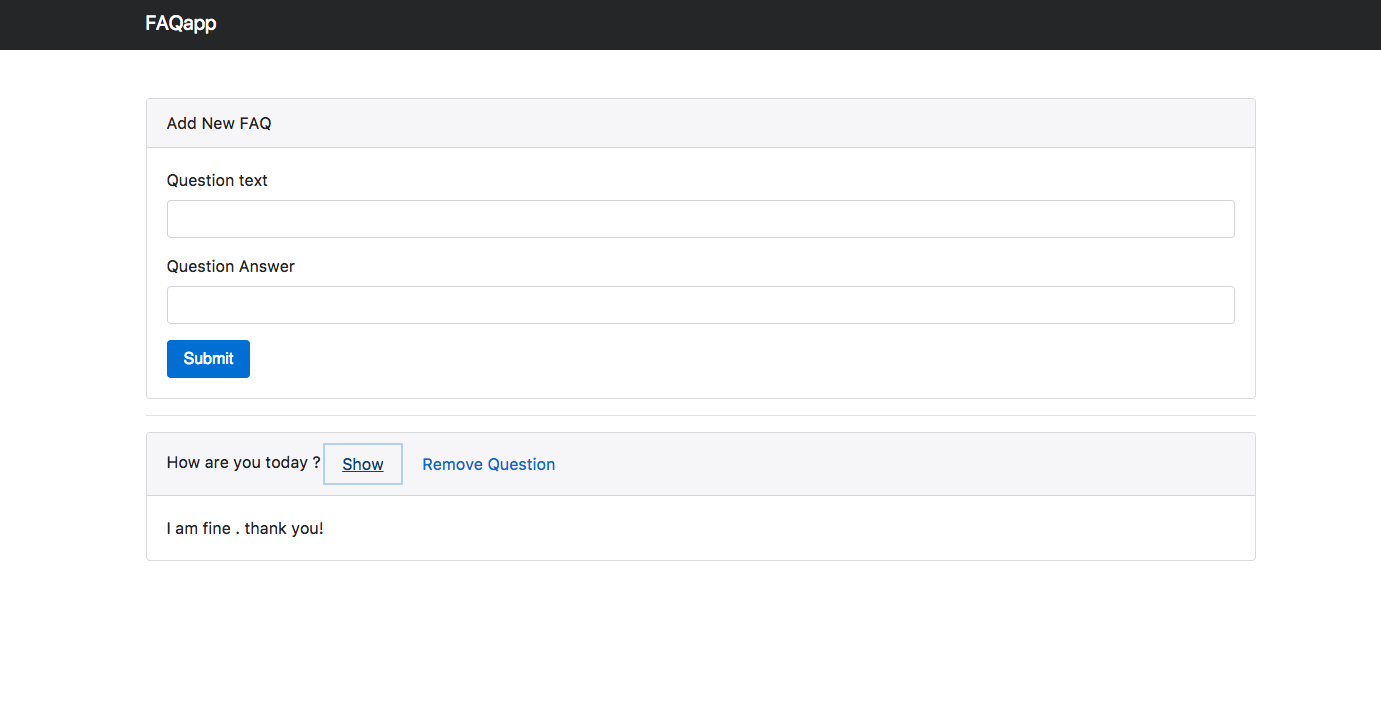 FAQapp
Add New FAQ
Question text
Question Answer
Submit
How are you today ? Show Remove Question
I am fine . thank you!